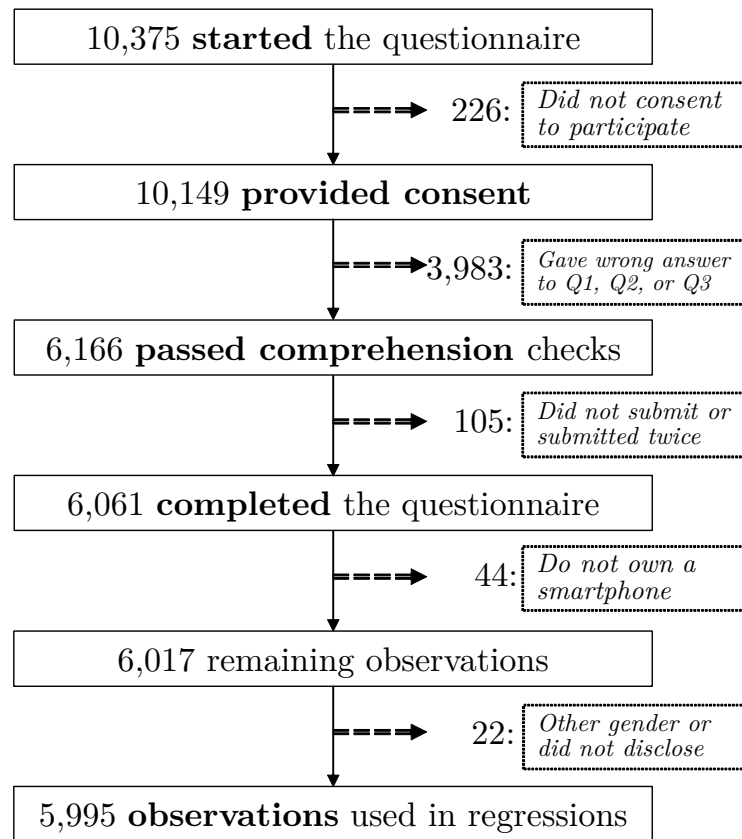 10,375 started the questionnaire
226:
Did not consent
to participate
10,149 provided consent
3,983:
Gave wrong answer
to Q1, Q2, or Q3
6,166 passed comprehension checks
105:
Did not submit or
submitted twice
6,061 completed the questionnaire
44:
Do not own a
smartphone
6,017 remaining observations
22:
Other gender or
did not disclose
5,995 observations used in regressions